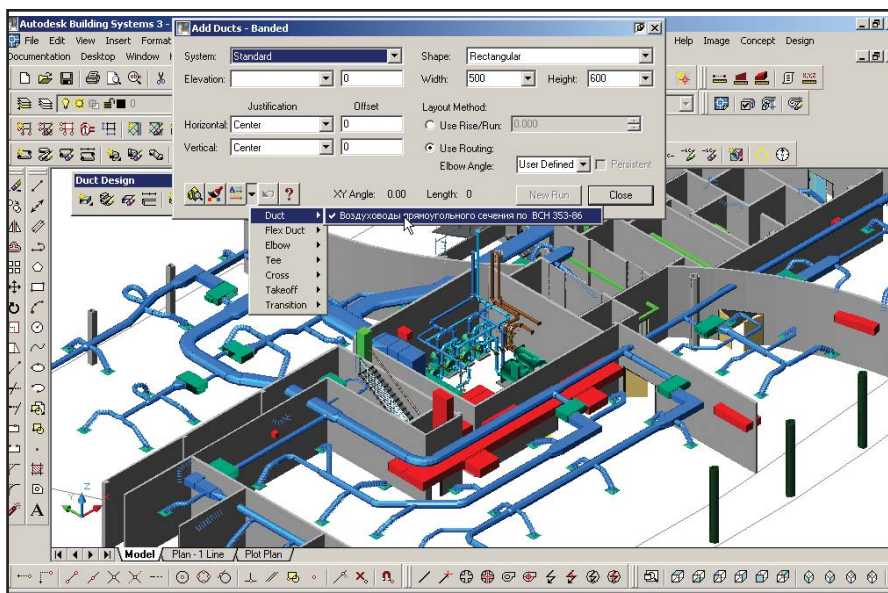 Autodesk Building Systems 3 -
Add Ducts - Banded
File Edit View Insert Format
Help Image Concept Design
Documentation Desktop Window
System: Standard
Shape: Rectangular
Elevation: 0
Width: 500 Height: 600
Justification Offset
Layout Method:
Horizontal: Center 0
Use Rise/Run: 0.000
Vertical: Center 0
Use Routing:
Elbow Angle: User Defined Persistent
XY Angle: 0.00 Length: 0 New Run Close
Duct Design
Duct
Воздуховоды прямоугольного сечения по ВСН 353-86
Flex Duct
Elbow
Tee
Cross
Takeoff
Transition
XYZ
0
A
Z
Y
Model Plan - 1 Line Plot Plan